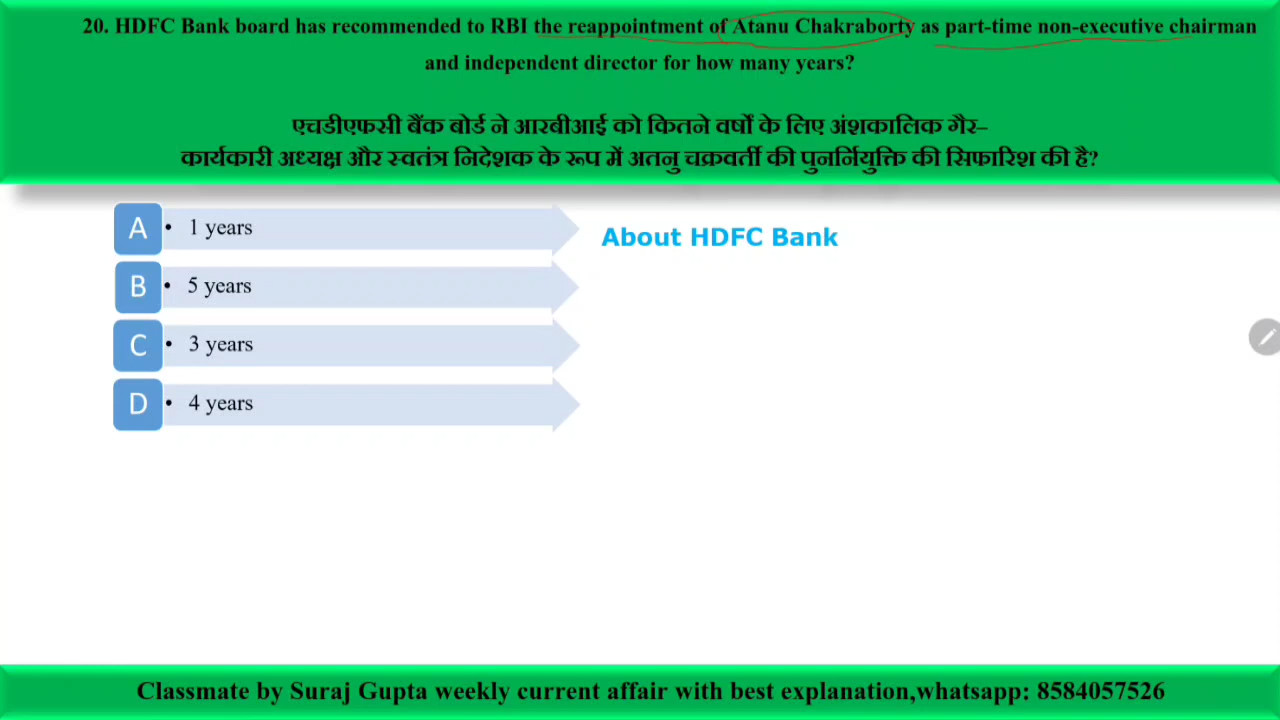 20. HDFC Bank board has recommended to RBI the reappointment of Atanu Chakraborty as part-time non-executive chairman
and independent director for how many years?
एचडीएफसी बैंक बोर्ड ने आरबीआई को कितने वर्षों के लिए अंशकालिक गैर–
कार्यकारी अध्यक्ष और स्वतंत्र निदेशक के रूप में अतनु चक्रवर्ती की पुनर्नियुक्ति की सिफारिश की है?
A • 1 years
About HDFC Bank
B • 5 years
C • 3 years
D • 4 years
Classmate by Suraj Gupta weekly current affair with best explanation,whatsapp: 8584057526